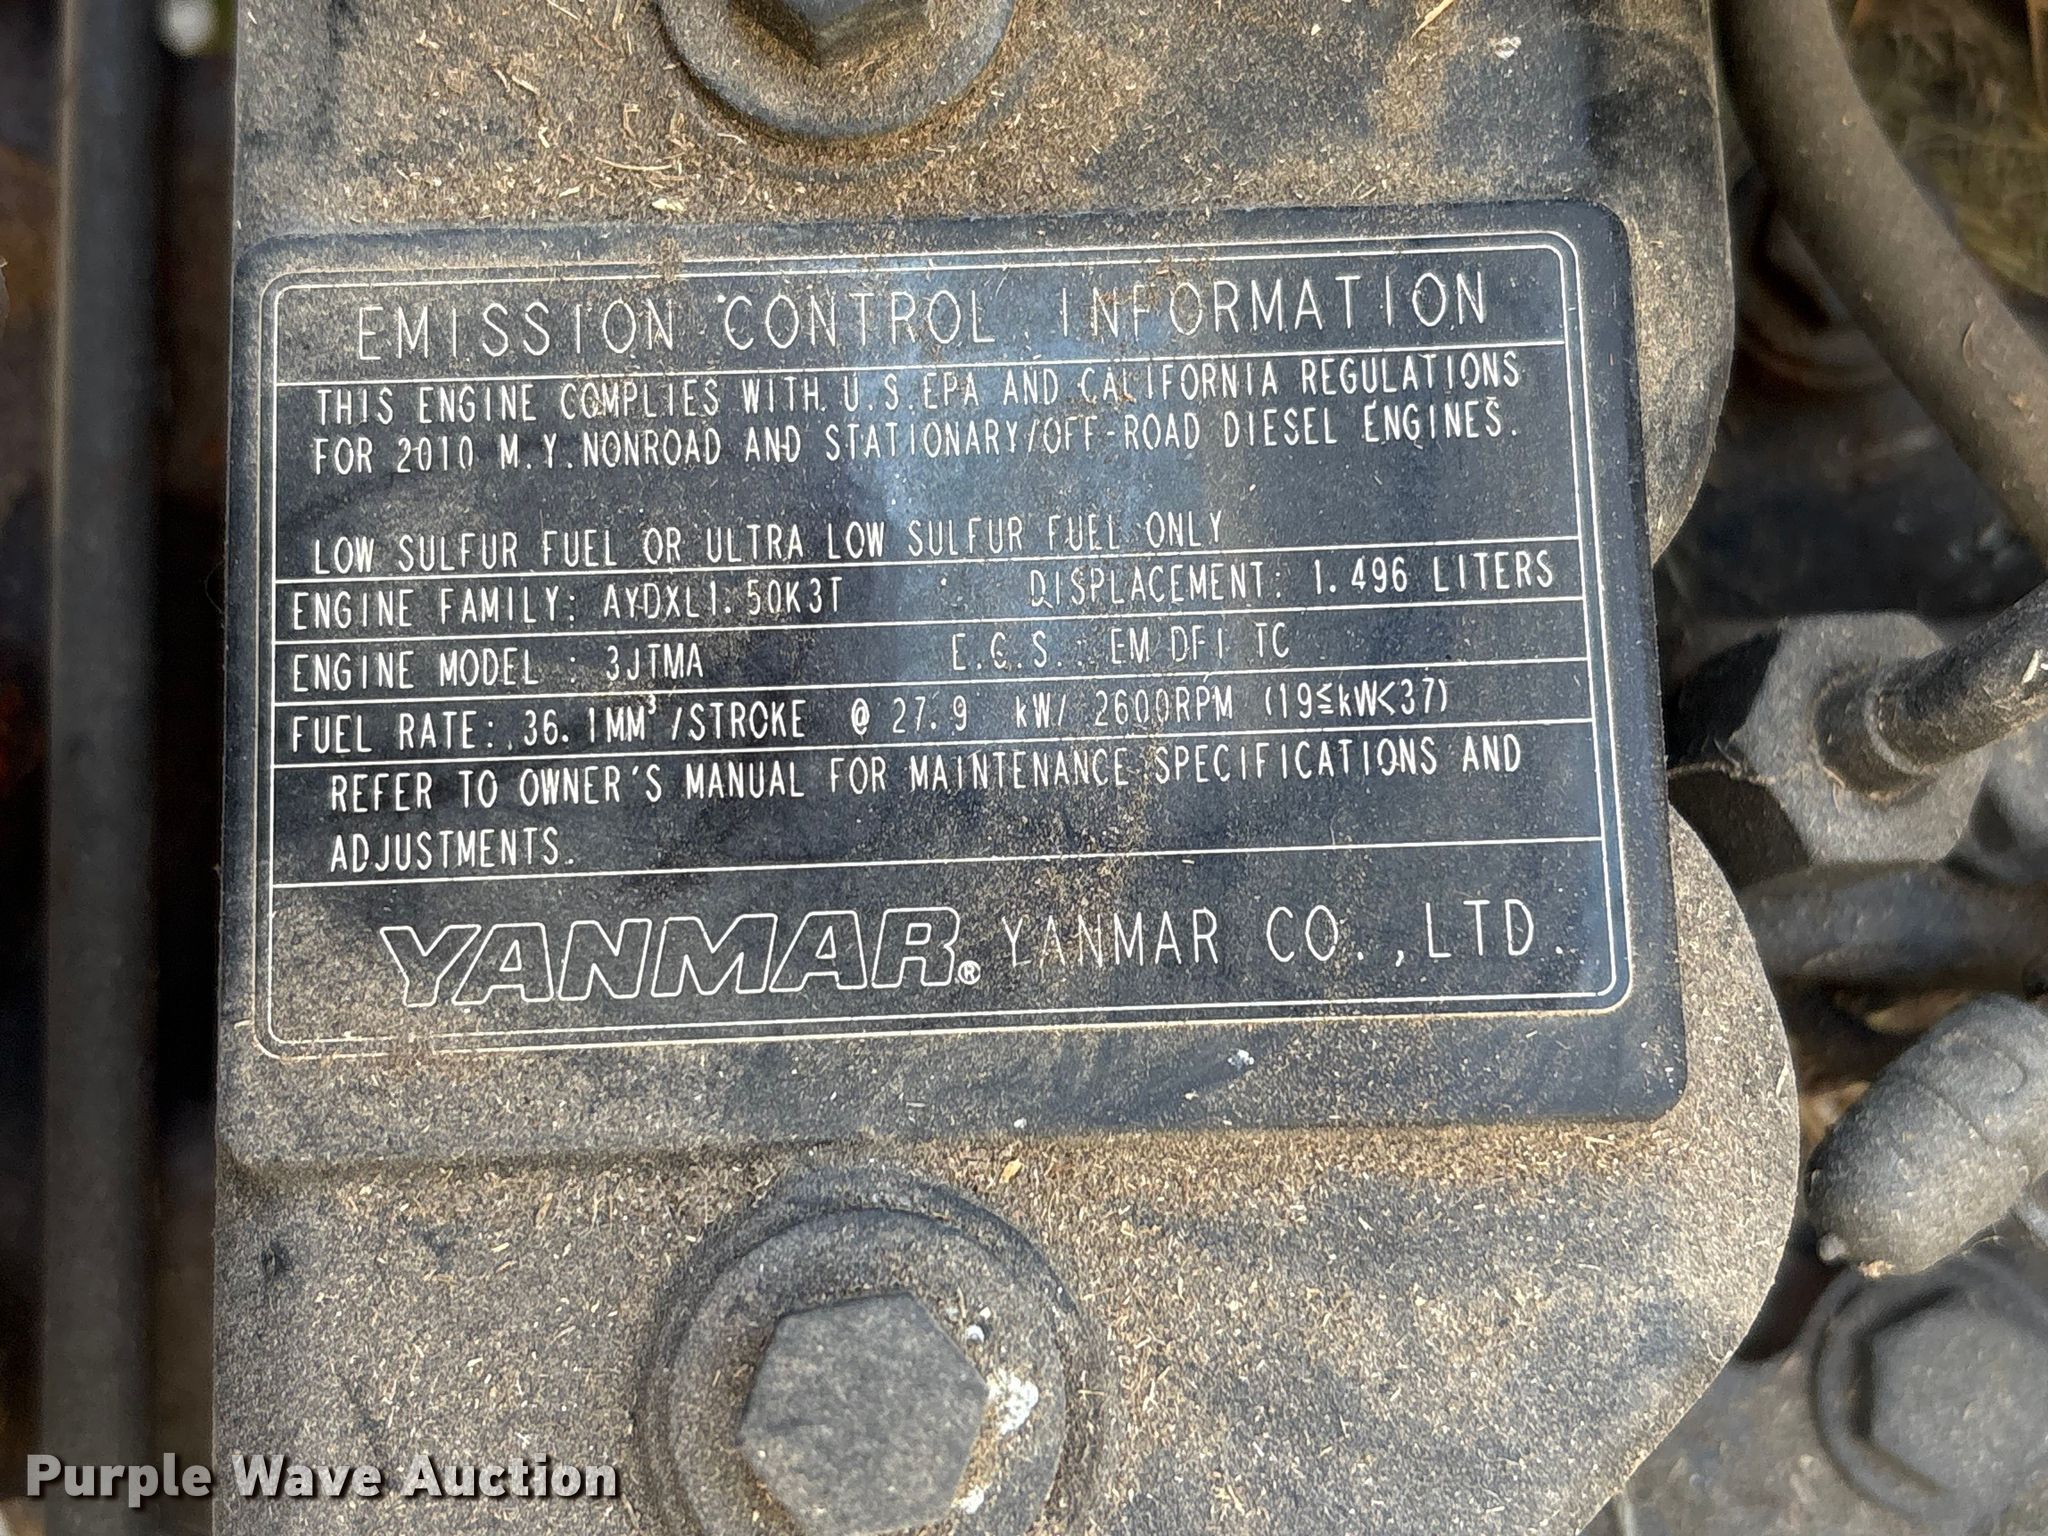 EMISSION CONTROL INFORMATION
THIS ENGINE COMPLIES WITH U.S.EPA AND CALIFORNIA REGULATIONS
FOR 2010 M.Y.NONROAD AND STATIONARY/OFF-ROAD DIESEL ENGINES.
LOW SULFUR FUEL OR ULTRA LOW SULFUR FUEL ONLY
ENGINE FAMILY: AYDXL1.50K3T DISPLACEMENT: 1.496 LITERS
ENGINE MODEL : 3JTMA E.C.S.: EM DFI TC
FUEL RATE: 36.1MM³/STROKE @ 27.9 kW/ 2600RPM (19≦kW<37)
REFER TO OWNER'S MANUAL FOR MAINTENANCE SPECIFICATIONS AND
ADJUSTMENTS.
YANMAR® YANMAR CO.,LTD.
Purple Wave Auction